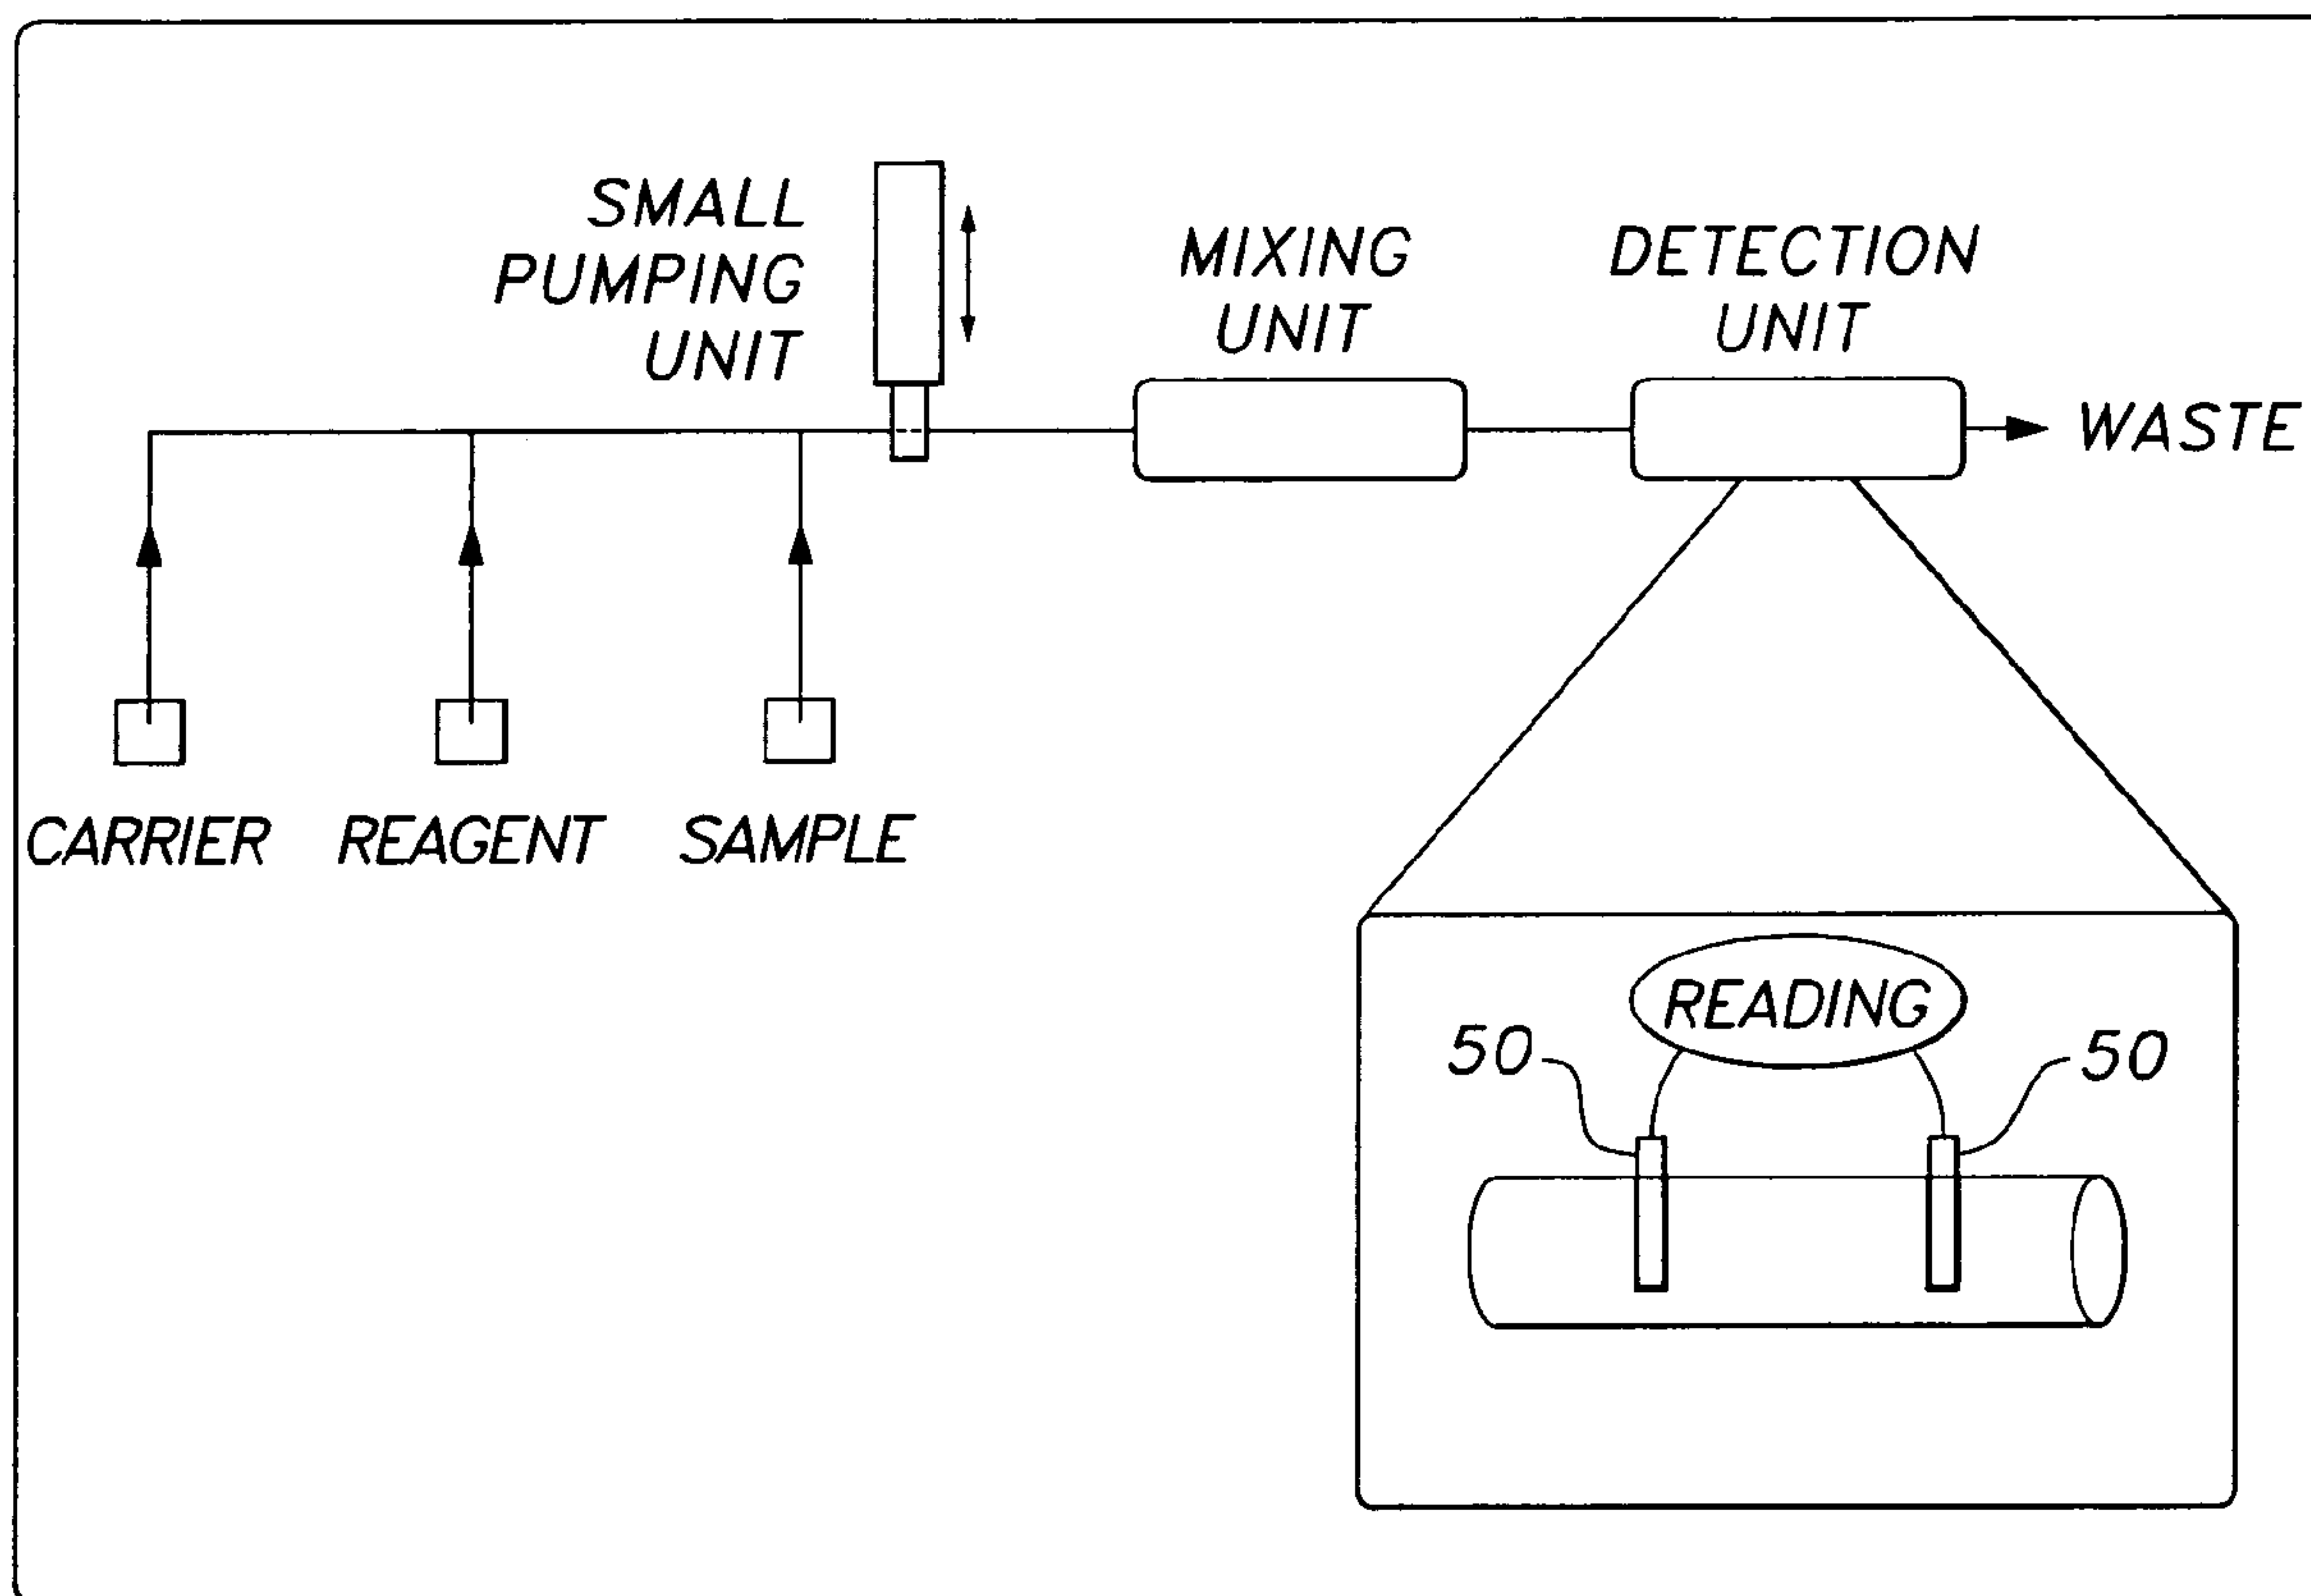 SMALL
PUMPING
UNIT
MIXING
UNIT
DETECTION
UNIT
WASTE
CARRIER
REAGENT
SAMPLE
READING
50
50